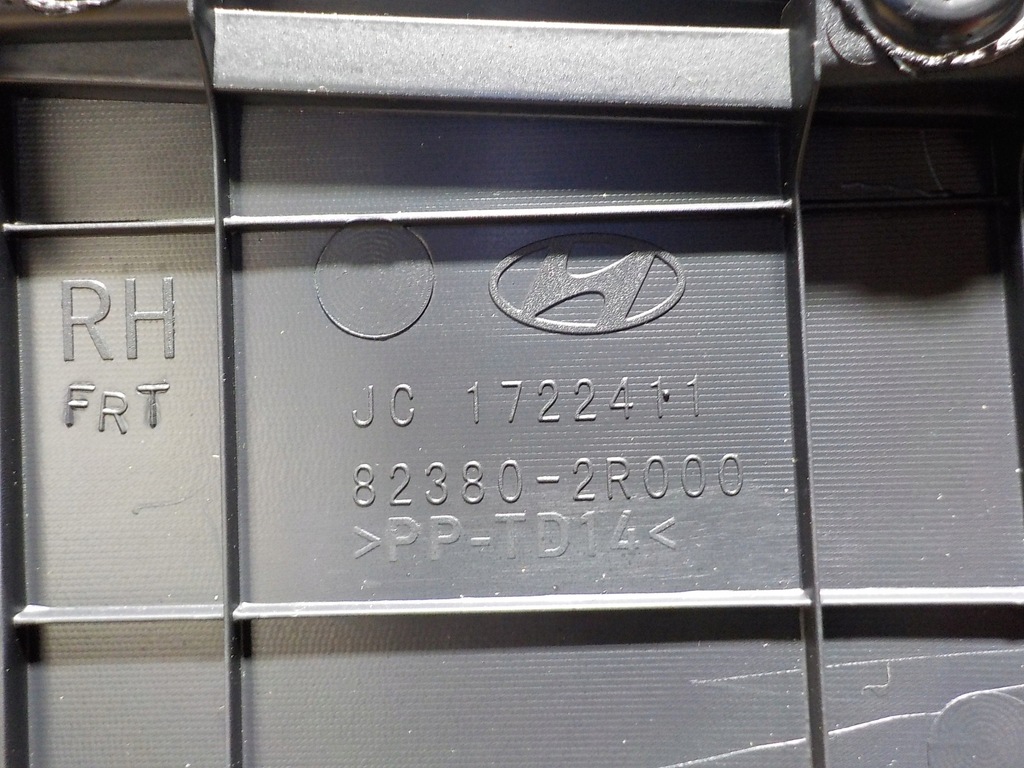 RH
FRT
JC 1722411
82380-2R000
>PP-TD14<